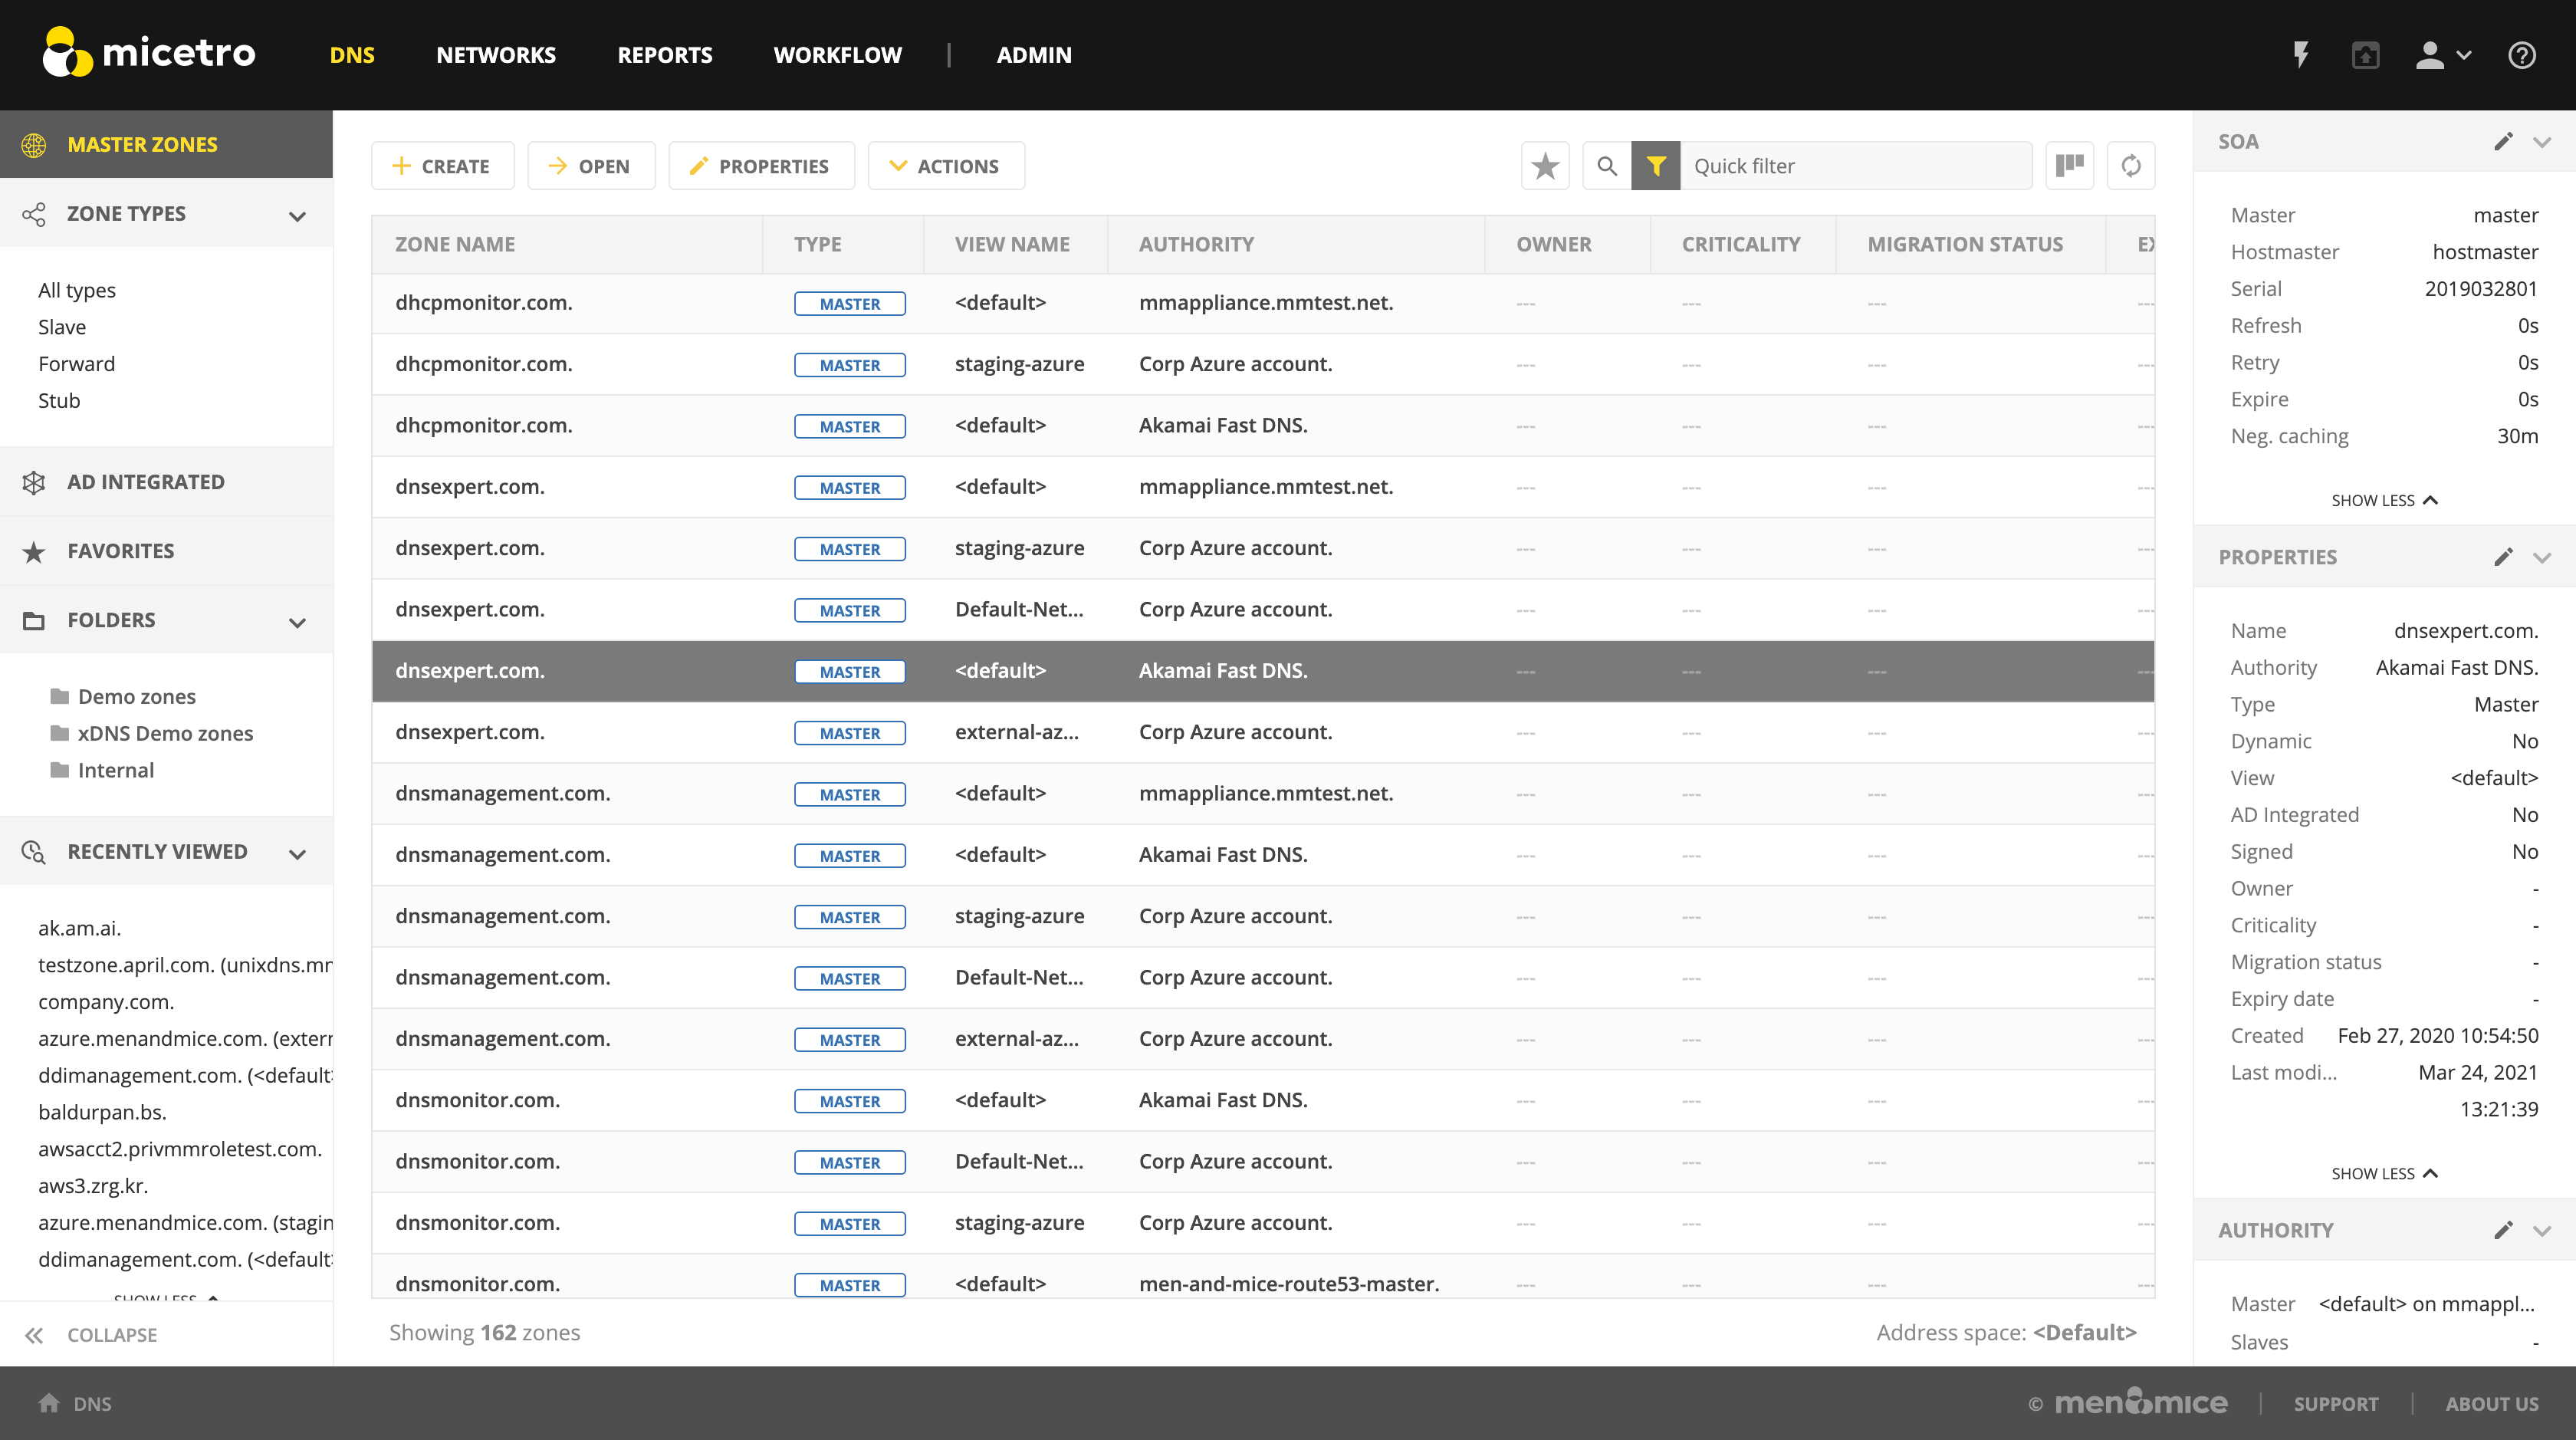 micetro
DNS
NETWORKS
REPORTS
WORKFLOW
ADMIN
MASTER ZONES
ZONE TYPES
All types
Slave
Forward
Stub
AD INTEGRATED
FAVORITES
FOLDERS
Demo zones
xDNS Demo zones
Internal
RECENTLY VIEWED
ak.am.ai.
testzone.april.com. (unixdns.mn
company.com.
azure.menandmice.com. (extern
ddimanagement.com. (<default>
baldurpan.bs.
awsacct2.privmmroletest.com.
aws3.zrg.kr.
azure.menandmice.com. (stagin
ddimanagement.com. (<default>
SHOW LESS
COLLAPSE
CREATE
OPEN
PROPERTIES
ACTIONS
Quick filter
ZONE NAME TYPE VIEW NAME AUTHORITY OWNER CRITICALITY MIGRATION STATUS EX
dhcpmonitor.com. MASTER <default> mmappliance.mmtest.net. --- --- --- ---
dhcpmonitor.com. MASTER staging-azure Corp Azure account. --- --- --- ---
dhcpmonitor.com. MASTER <default> Akamai Fast DNS. --- --- --- ---
dnsexpert.com. MASTER <default> mmappliance.mmtest.net. --- --- --- ---
dnsexpert.com. MASTER staging-azure Corp Azure account. --- --- --- ---
dnsexpert.com. MASTER Default-Net... Corp Azure account. --- --- --- ---
dnsexpert.com. MASTER <default> Akamai Fast DNS. --- --- --- ---
dnsexpert.com. MASTER external-az... Corp Azure account. --- --- --- ---
dnsmanagement.com. MASTER <default> mmappliance.mmtest.net. --- --- --- ---
dnsmanagement.com. MASTER <default> Akamai Fast DNS. --- --- --- ---
dnsmanagement.com. MASTER staging-azure Corp Azure account. --- --- --- ---
dnsmanagement.com. MASTER Default-Net... Corp Azure account. --- --- --- ---
dnsmanagement.com. MASTER external-az... Corp Azure account. --- --- --- ---
dnsmonitor.com. MASTER <default> Akamai Fast DNS. --- --- --- ---
dnsmonitor.com. MASTER Default-Net... Corp Azure account. --- --- --- ---
dnsmonitor.com. MASTER staging-azure Corp Azure account. --- --- --- ---
dnsmonitor.com. MASTER <default> men-and-mice-route53-master. --- --- --- ---
Showing 162 zones
Address space: <Default>
SOA
Master master
Hostmaster hostmaster
Serial 2019032801
Refresh 0s
Retry 0s
Expire 0s
Neg. caching 30m
SHOW LESS
PROPERTIES
Name dnsexpert.com.
Authority Akamai Fast DNS.
Type Master
Dynamic No
View <default>
AD Integrated No
Signed No
Owner -
Criticality -
Migration status -
Expiry date -
Created Feb 27, 2020 10:54:50
Last modi... Mar 24, 2021
13:21:39
SHOW LESS
AUTHORITY
Master <default> on mmappl...
Slaves -
DNS
© men&mice
SUPPORT
ABOUT US